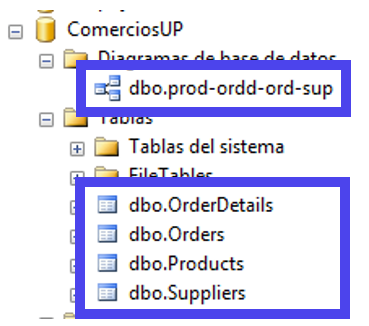 ComerciosUP
Diagramas de base de datos
dbo.prod-ordd-ord-sup
Tablas
Tablas del sistema
FileTables
dbo.OrderDetails
dbo.Orders
dbo.Products
dbo.Suppliers